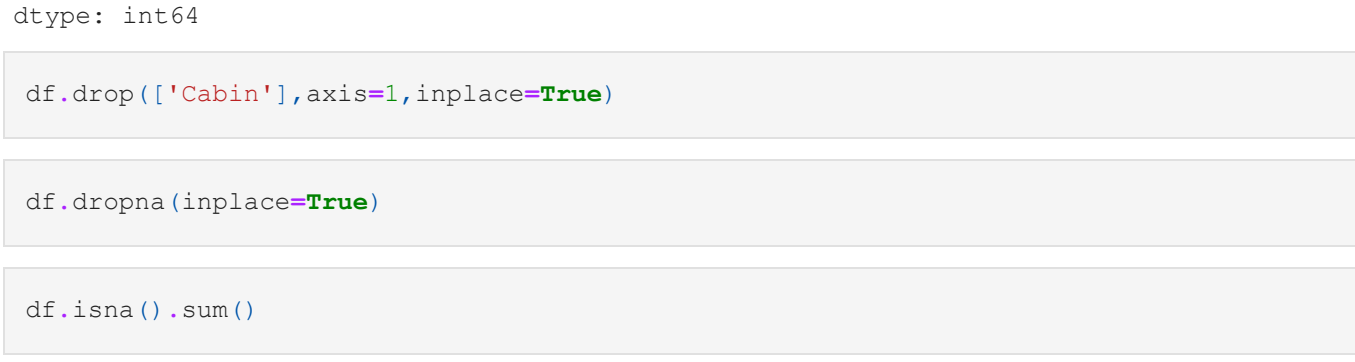 dtype: int64
df.drop(['Cabin'],axis=1,inplace=True)
df.dropna(inplace=True)
df.isna().sum()